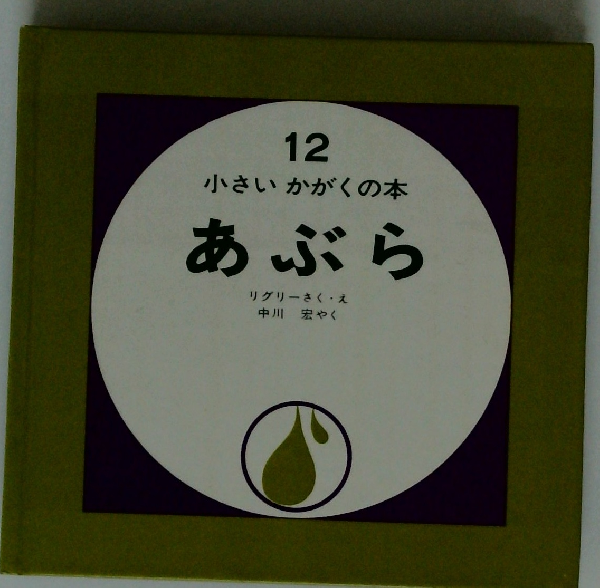 12
小さい かがくの本
あぶら
リグリーさく・え
中川 宏やく